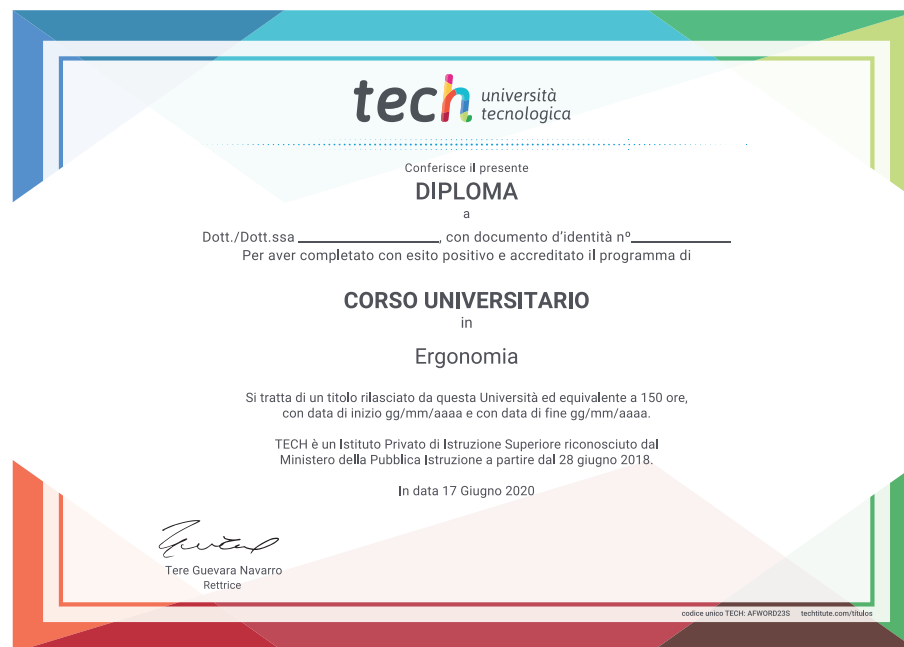 tech università
tecnologica
Conferisce il presente
DIPLOMA
a
Dott./Dott.ssa ____________________, con documento d'identità nº______________
Per aver completato con esito positivo e accreditato il programma di
CORSO UNIVERSITARIO
in
Ergonomia
Si tratta di un titolo rilasciato da questa Università ed equivalente a 150 ore,
con data di inizio gg/mm/aaaa e con data di fine gg/mm/aaaa.
TECH è un Istituto Privato di Istruzione Superiore riconosciuto dal
Ministero della Pubblica Istruzione a partire dal 28 giugno 2018.
In data 17 Giugno 2020
Tere Guevara Navarro
Rettrice
codice unico TECH: AFWORD23S techtitute.com/titulos